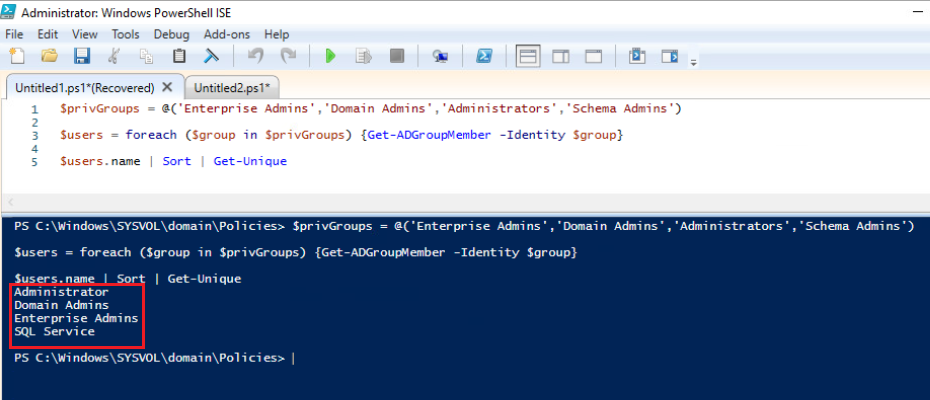 Administrator: Windows PowerShell ISE
File Edit View Tools Debug Add-ons Help
Untitled1.ps1*(Recovered) Untitled2.ps1*
1 $privGroups = @('Enterprise Admins','Domain Admins','Administrators','Schema Admins')
2
3 $users = foreach ($group in $privGroups) {Get-ADGroupMember -Identity $group}
4
5 $users.name | Sort | Get-Unique
PS C:\Windows\SYSVOL\domain\Policies> $privGroups = @('Enterprise Admins','Domain Admins','Administrators','Schema Admins')
$users = foreach ($group in $privGroups) {Get-ADGroupMember -Identity $group}
$users.name | Sort | Get-Unique
Administrator
Domain Admins
Enterprise Admins
SQL Service
PS C:\Windows\SYSVOL\domain\Policies>